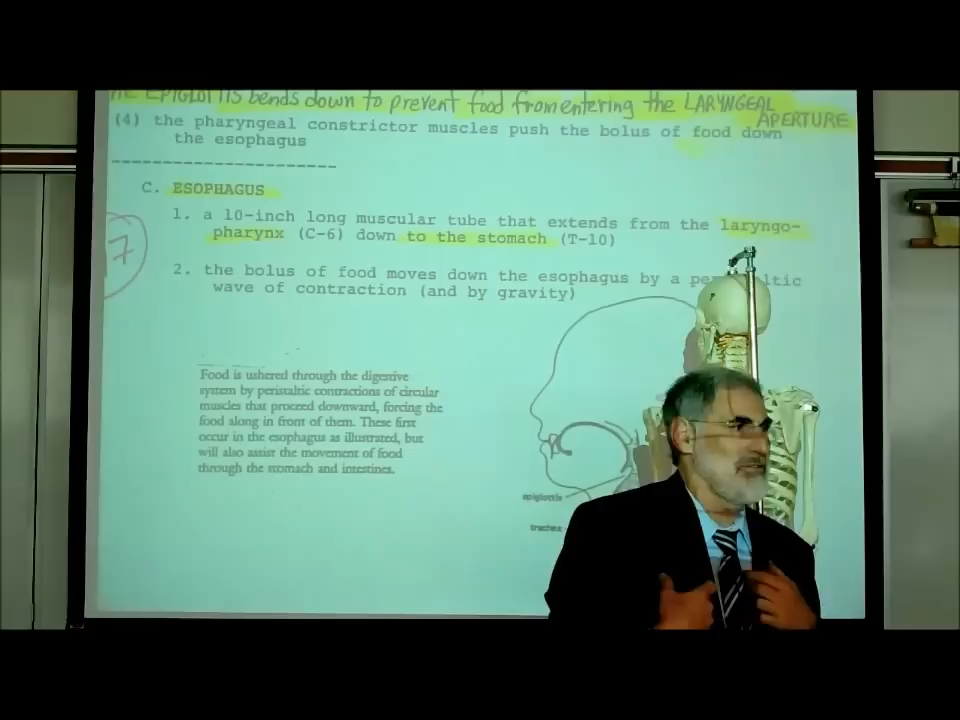 THE EPIGLOTTIS bends down to prevent food from entering the LARYNGEAL
APERTURE
(4) the pharyngeal constrictor muscles push the bolus of food down
the esophagus
C. ESOPHAGUS
1. a 10-inch long muscular tube that extends from the laryngo-
pharynx (C-6) down to the stomach (T-10)
7
2. the bolus of food moves down the esophagus by a per ltic
wave of contraction (and by gravity)
Food is ushered through the digestive
system by peristaltic contractions of circular
muscles that proceed downward, forcing the
food along in front of them. These first
occur in the esophagus as illustrated, but
will also assist the movement of food
through the stomach and intestines.
epiglottis
trachea